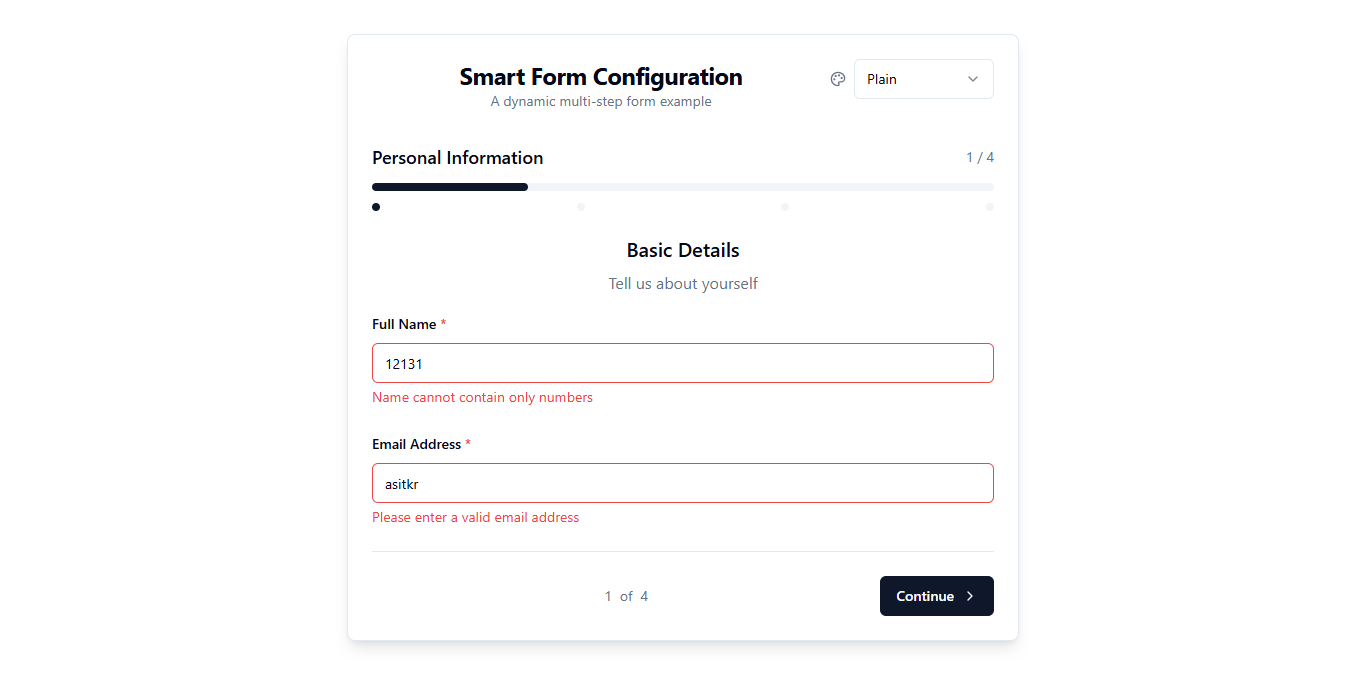 Smart Form Configuration
A dynamic multi-step form example
Plain
Personal Information
1 / 4
Basic Details
Tell us about yourself
Full Name *
12131
Name cannot contain only numbers
Email Address *
asitkr
Please enter a valid email address
1 of 4
Continue